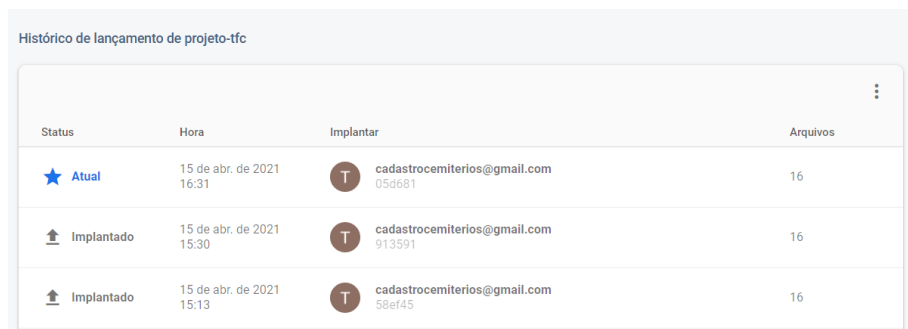 Histórico de lançamento de projeto-tfc
Status Hora Implantar Arquivos
Atual 15 de abr. de 2021 16:31 T cadastrocemiterios@gmail.com 05d681 16
Implantado 15 de abr. de 2021 15:30 T cadastrocemiterios@gmail.com 913591 16
Implantado 15 de abr. de 2021 15:13 T cadastrocemiterios@gmail.com 58ef45 16